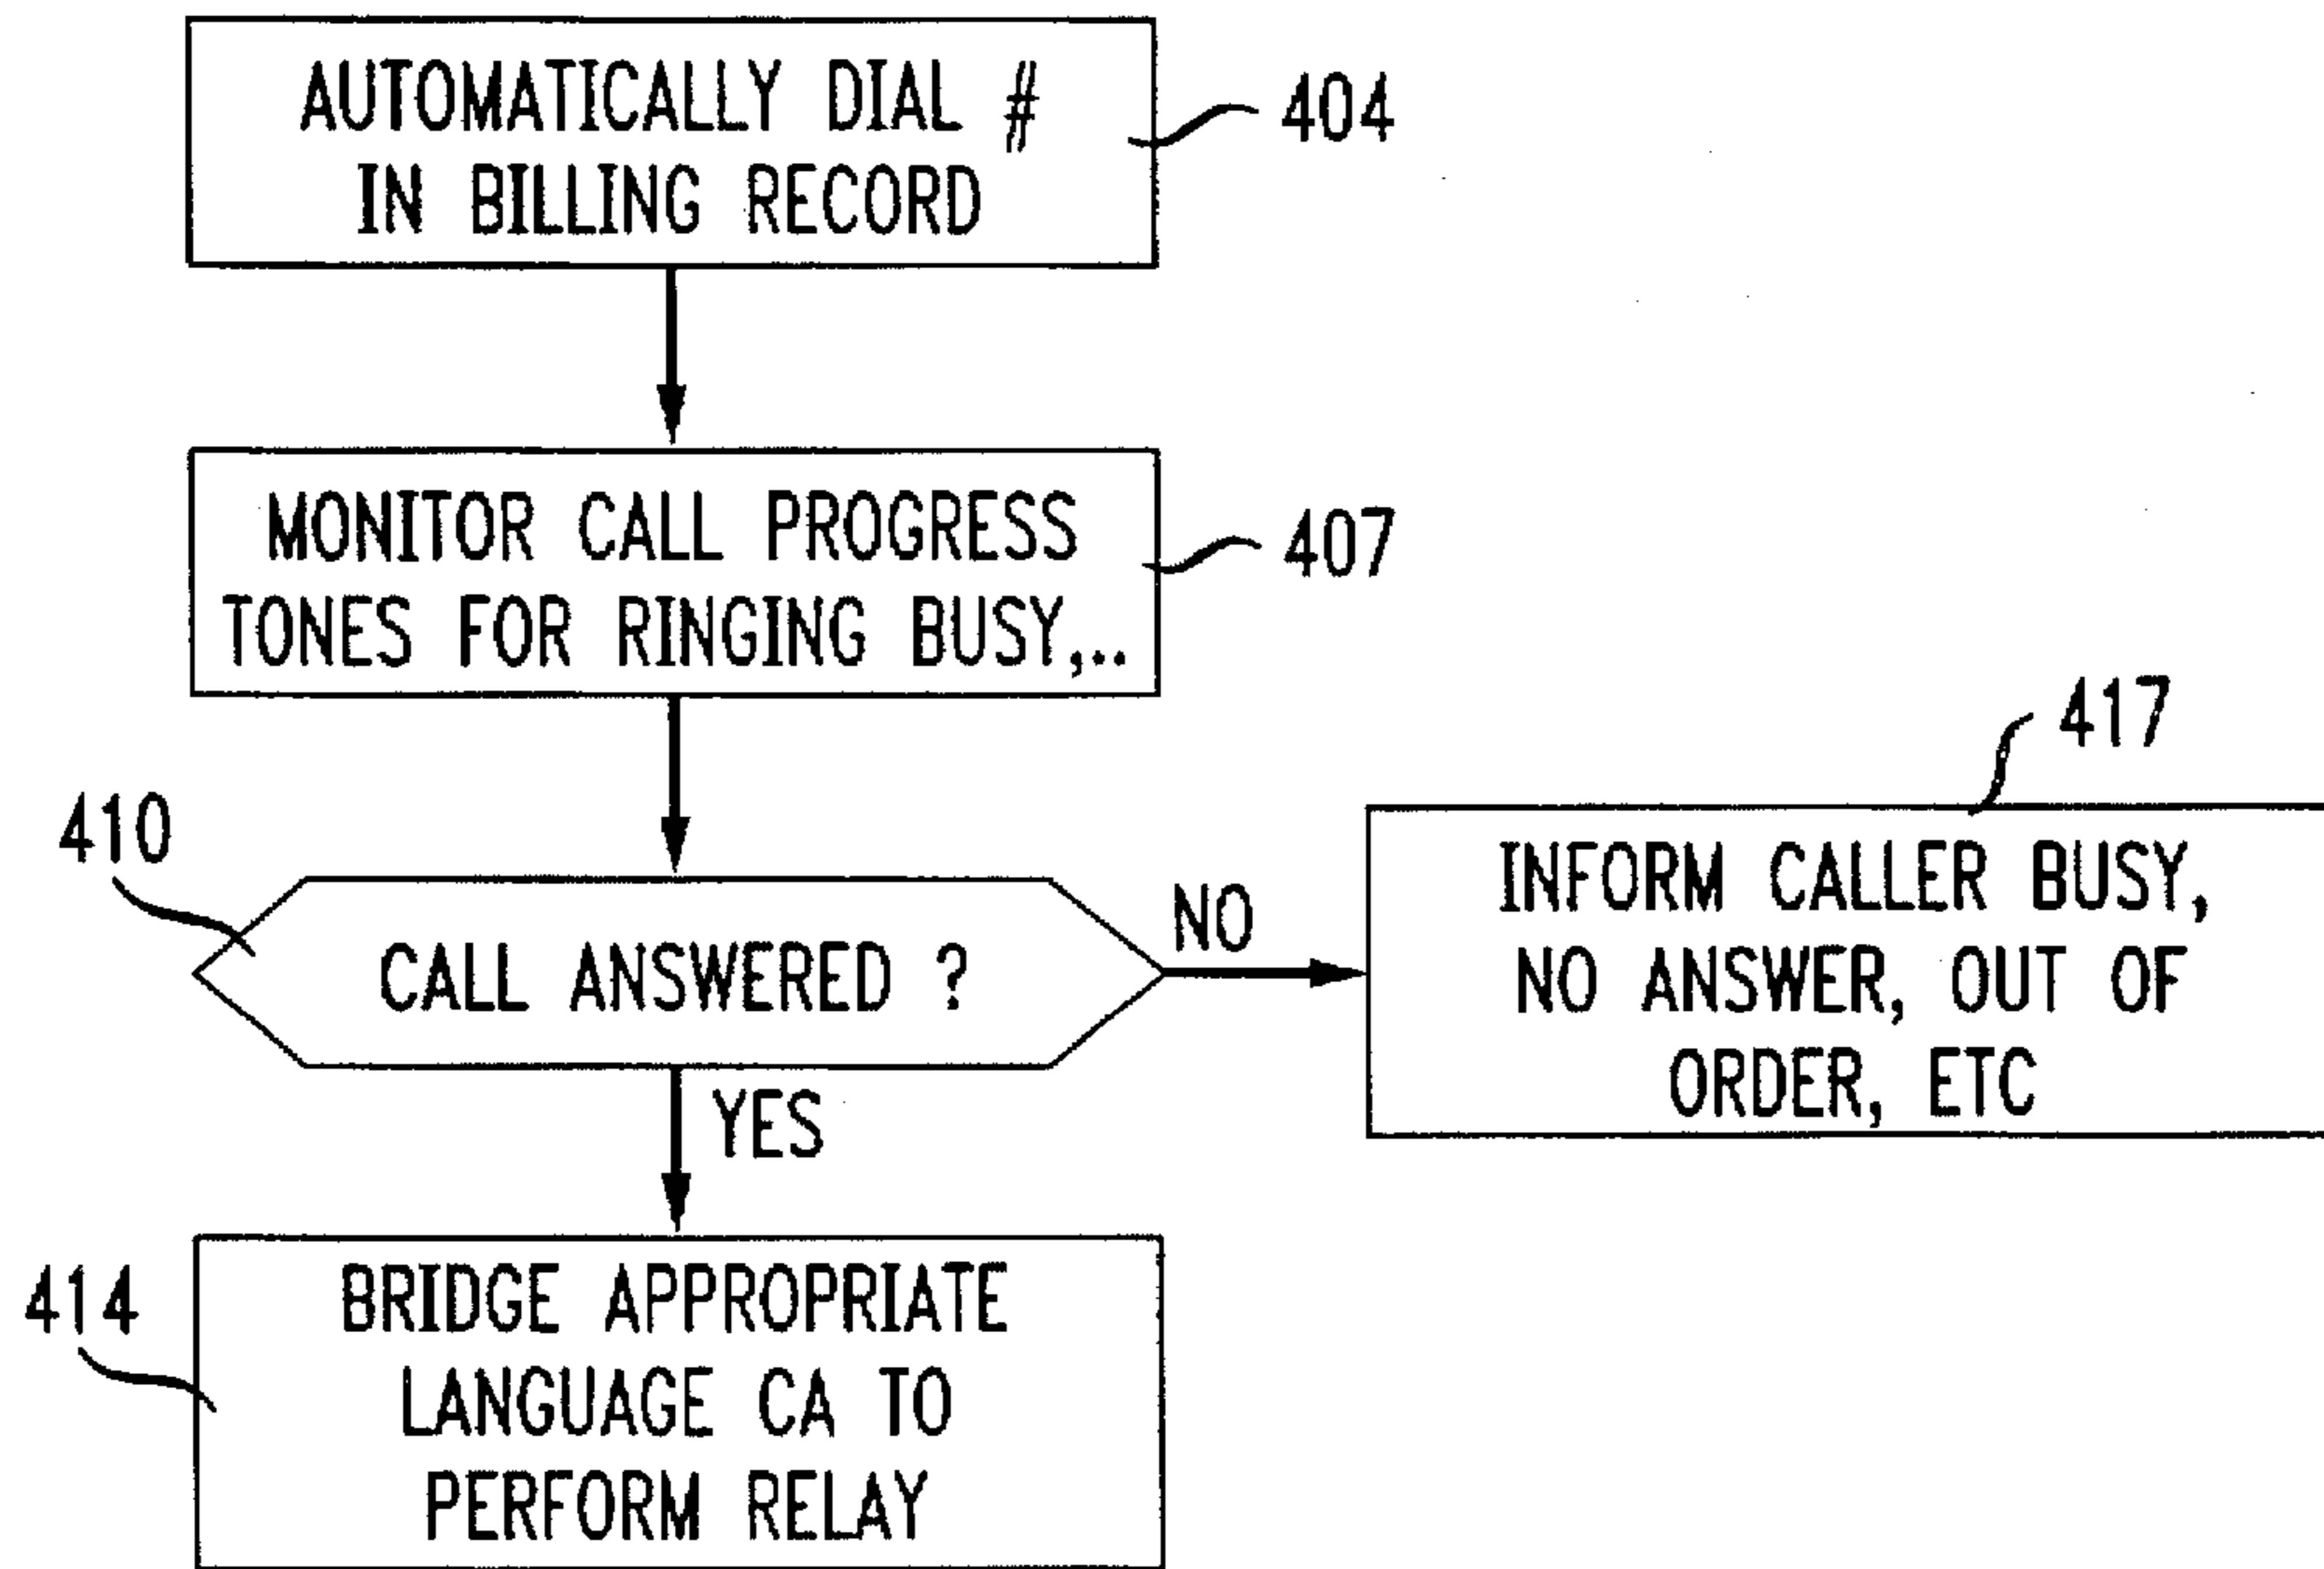 AUTOMATICALLY DIAL #
IN BILLING RECORD
404
MONITOR CALL PROGRESS
TONES FOR RINGING BUSY,..
407
410
CALL ANSWERED ?
NO
417
INFORM CALLER BUSY,
NO ANSWER, OUT OF
ORDER, ETC
YES
414
BRIDGE APPROPRIATE
LANGUAGE CA TO
PERFORM RELAY